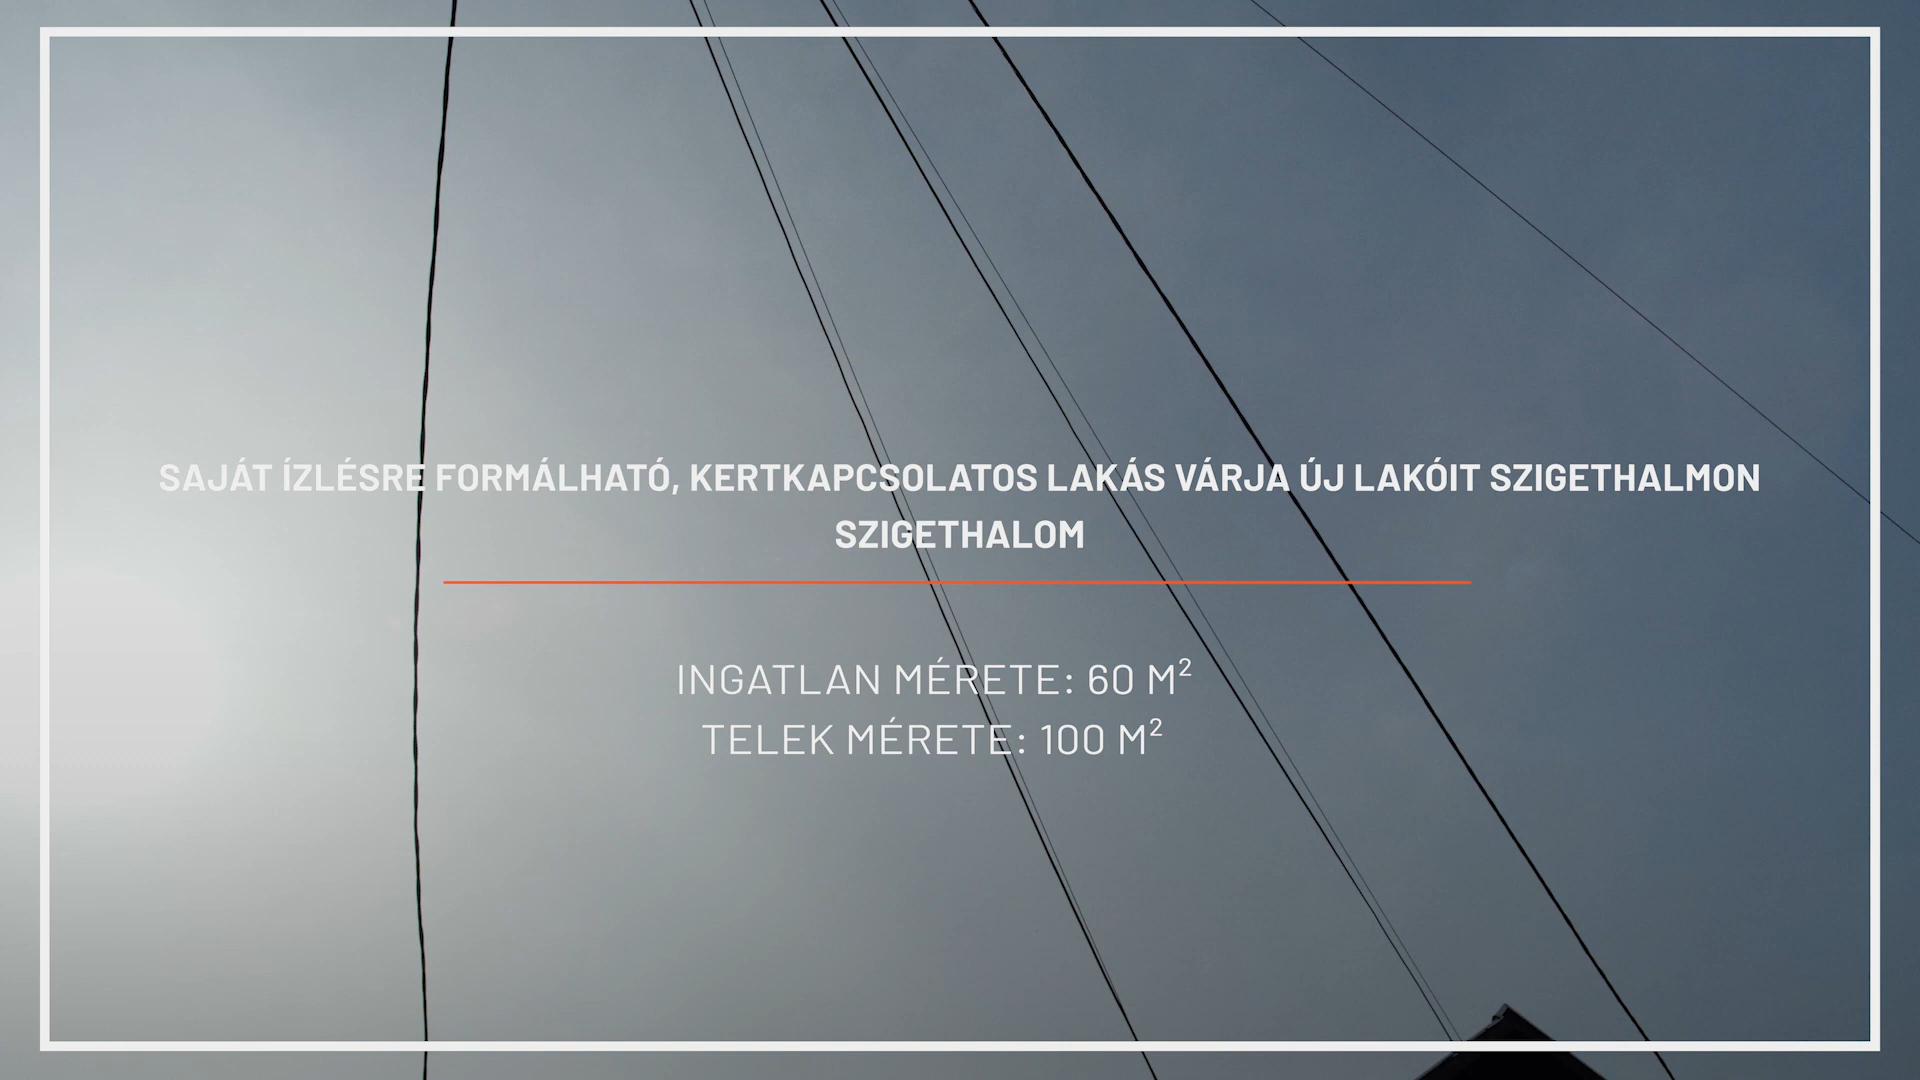 SAJÁT ÍZLÉSRE FORMÁLHATÓ, KERTKAPCSOLATOS LAKÁS VÁRJA ÚJ LAKÓIT SZIGETHALMON
SZIGETHALOM
INGATLAN MÉRETE: 60 M²
TELEK MÉRETE: 100 M²